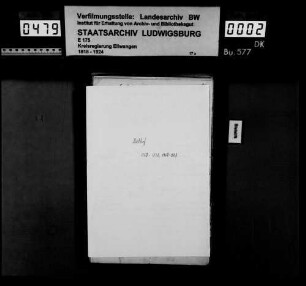 0479
Verfilmungsstelle: Landesarchiv BW
Institut für Erhaltung von Archiv- und Bibliotheksgut
STAATSARCHIV LUDWIGSBURG
E 175
Kreisregierung Ellwangen
1818 - 1924
0002
DK
Bu. 577